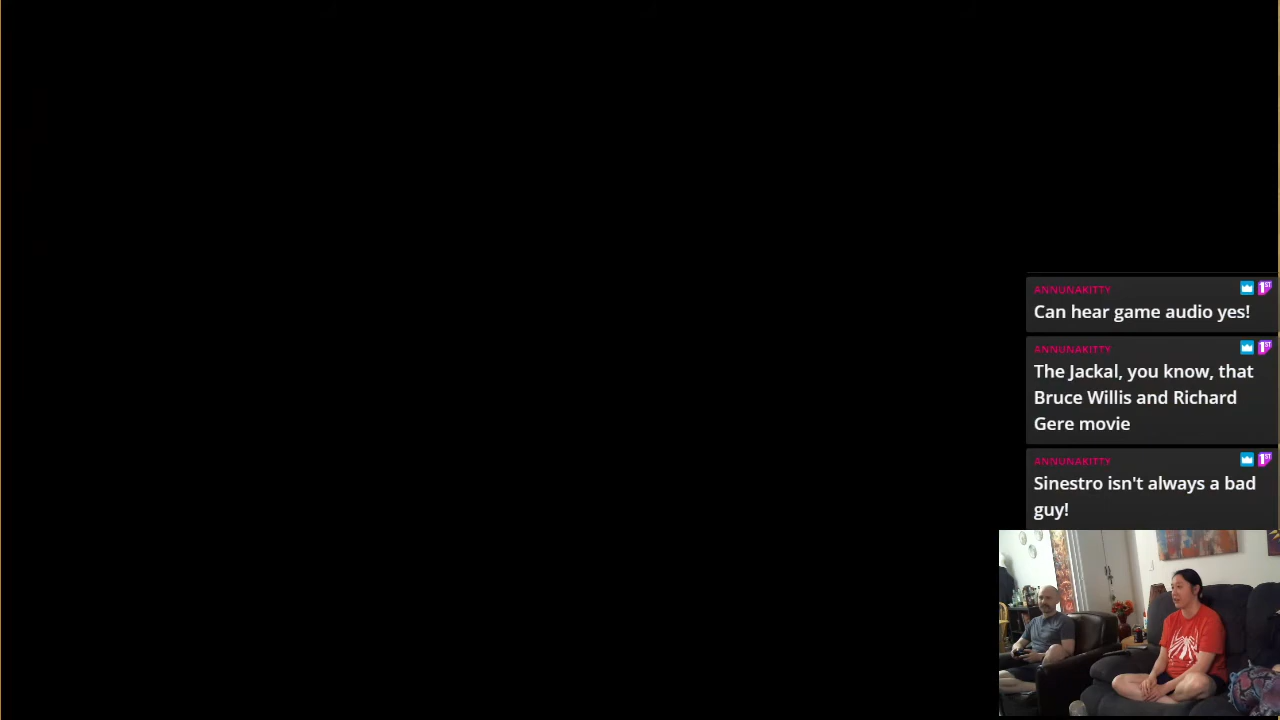 ANNUNAKITTY
Can hear game audio yes!
ANNUNAKITTY
The Jackal, you know, that
Bruce Willis and Richard
Gere movie
ANNUNAKITTY
Sinestro isn't always a bad
guy!